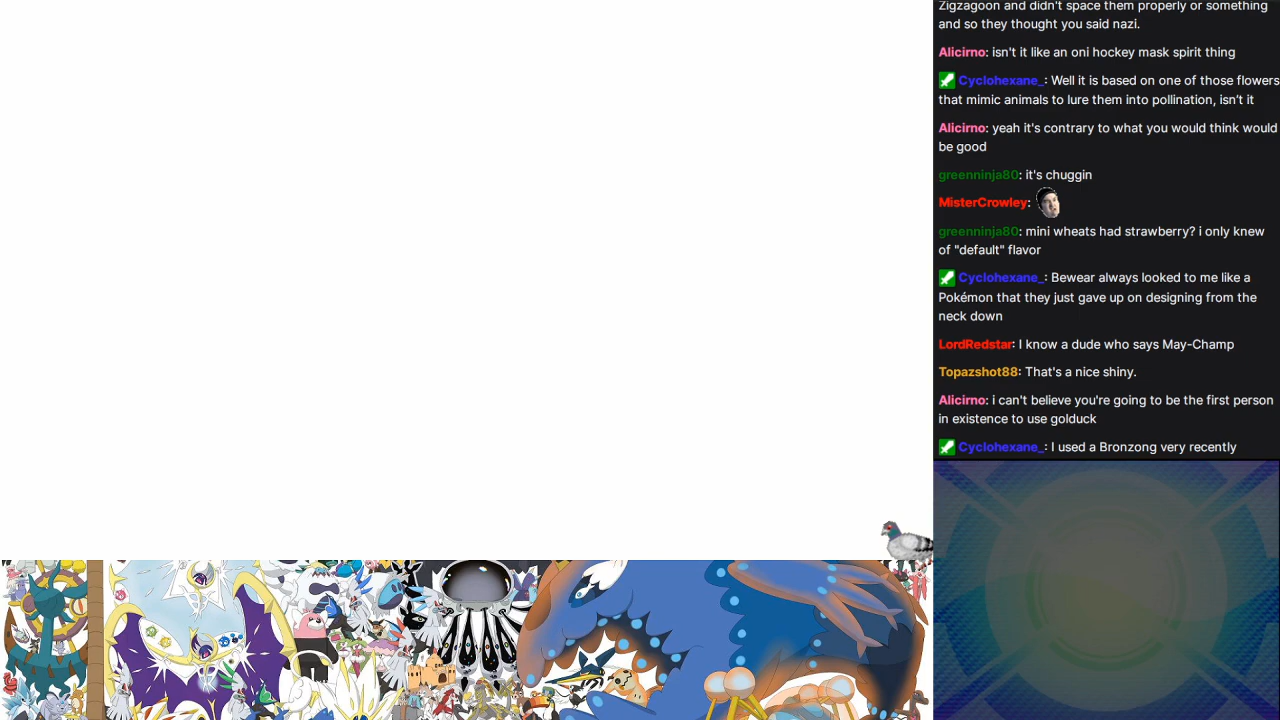 Zigzagoon and didn't space them properly or something
and so they thought you said nazi.
Alicirno: isn't it like an oni hockey mask spirit thing
Cyclohexane_: Well it is based on one of those flowers
that mimic animals to lure them into pollination, isn’t it
Alicirno: yeah it's contrary to what you would think would
be good
greenninja80: it's chuggin
MisterCrowley:
greenninja80: mini wheats had strawberry? i only knew
of "default" flavor
Cyclohexane_: Bewear always looked to me like a
Pokémon that they just gave up on designing from the
neck down
LordRedstar: I know a dude who says May-Champ
Topazshot88: That's a nice shiny.
Alicirno: i can't believe you're going to be the first person
in existence to use golduck
Cyclohexane_: I used a Bronzong very recently